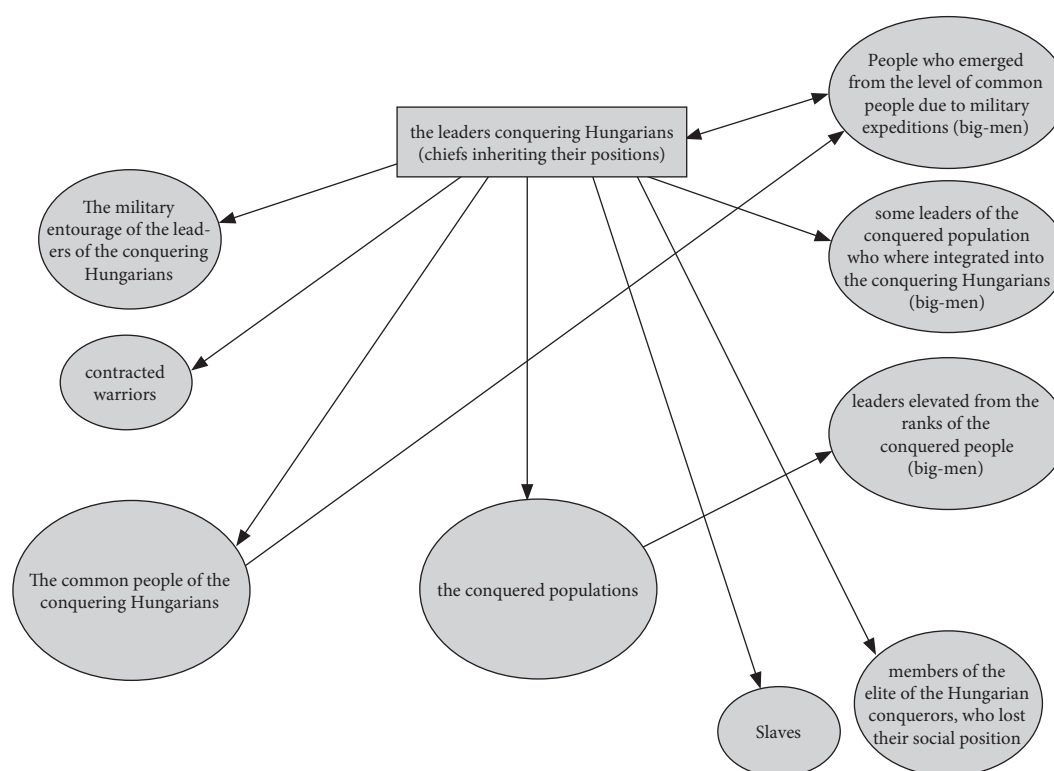 People who emerged
from the level of common
people due to military
expeditions (big-men)
the leaders conquering Hungarians
(chiefs inheriting their positions)
The military
entourage of the lead-
ers of the conquering
Hungarians
some leaders of the
conquered population
who where integrated into
the conquering Hungarians
(big-men)
contracted
warriors
leaders elevated from the
ranks of the
conquered people
(big-men)
The common people of the
conquering Hungarians
the conquered populations
members of the
elite of the Hungarian
conquerors, who lost
their social position
Slaves